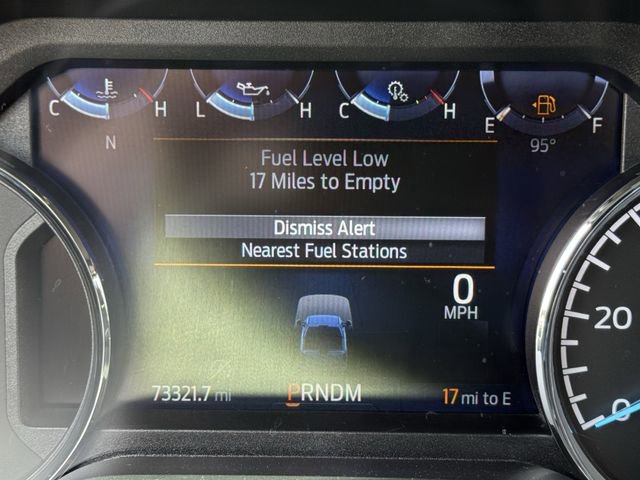 C H L H C H E F
N 95°
Fuel Level Low
17 Miles to Empty
Dismiss Alert
Nearest Fuel Stations
0
MPH
20
73321.7 mi PRNDM 17 mi to E
0